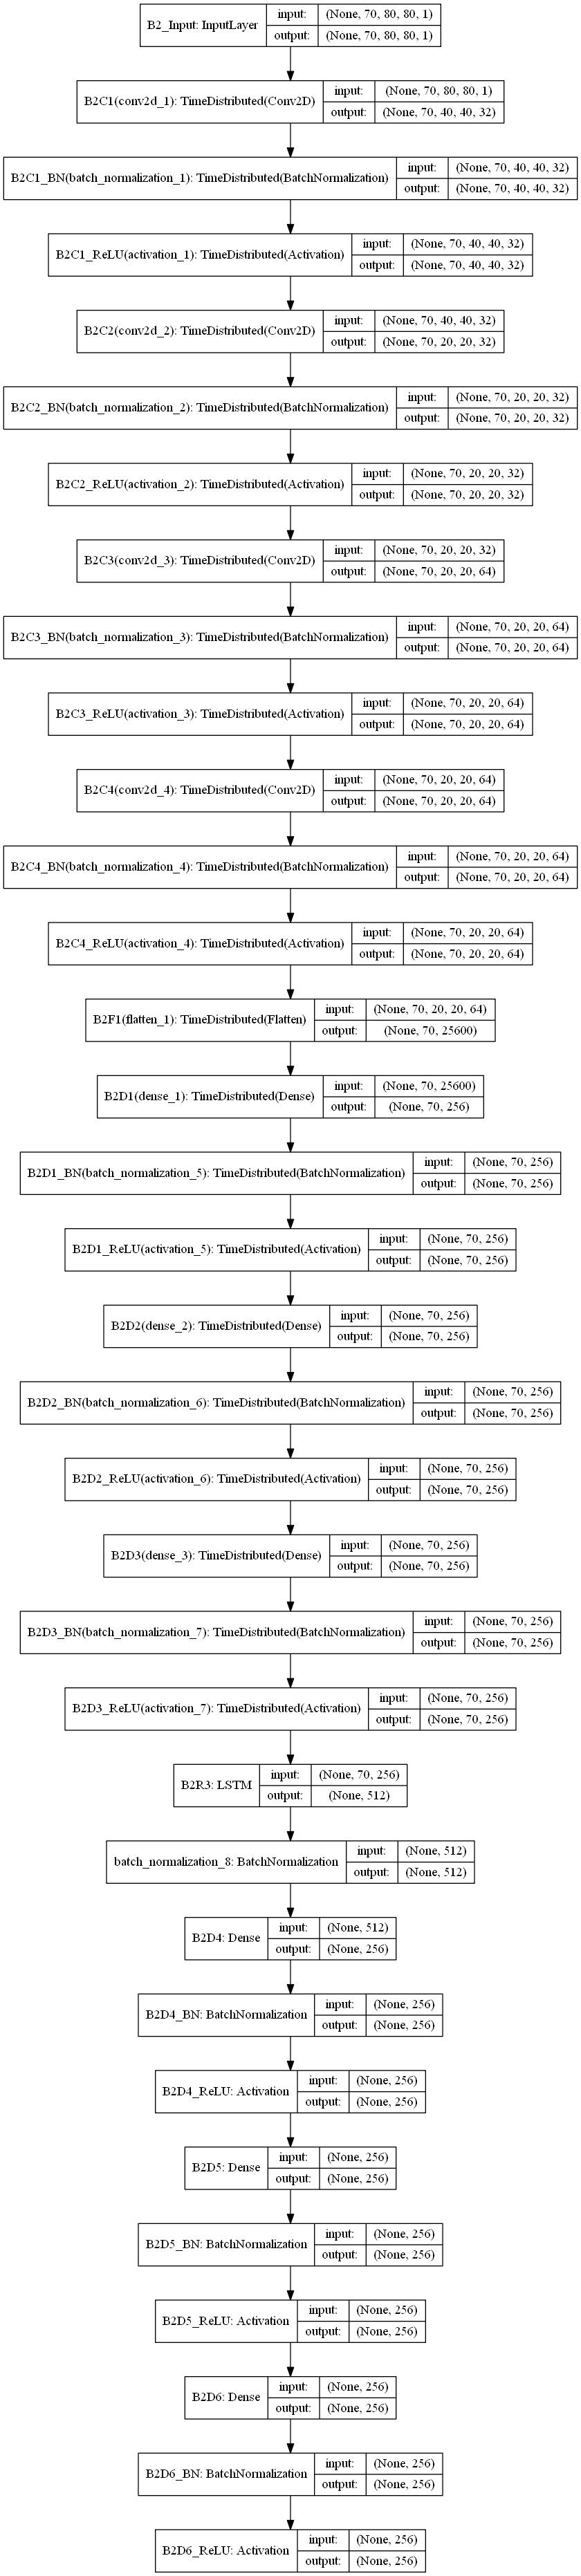 B2_Input: InputLayer input: (None, 70, 80, 80, 1)
output: (None, 70, 80, 80, 1)
B2C1(conv2d_1): TimeDistributed(Conv2D) input: (None, 70, 80, 80, 1)
output: (None, 70, 40, 40, 32)
B2C1_BN(batch_normalization_1): TimeDistributed(BatchNormalization) input: (None, 70, 40, 40, 32)
output: (None, 70, 40, 40, 32)
B2C1_ReLU(activation_1): TimeDistributed(Activation) input: (None, 70, 40, 40, 32)
output: (None, 70, 40, 40, 32)
B2C2(conv2d_2): TimeDistributed(Conv2D) input: (None, 70, 40, 40, 32)
output: (None, 70, 20, 20, 32)
B2C2_BN(batch_normalization_2): TimeDistributed(BatchNormalization) input: (None, 70, 20, 20, 32)
output: (None, 70, 20, 20, 32)
B2C2_ReLU(activation_2): TimeDistributed(Activation) input: (None, 70, 20, 20, 32)
output: (None, 70, 20, 20, 32)
B2C3(conv2d_3): TimeDistributed(Conv2D) input: (None, 70, 20, 20, 32)
output: (None, 70, 20, 20, 64)
B2C3_BN(batch_normalization_3): TimeDistributed(BatchNormalization) input: (None, 70, 20, 20, 64)
output: (None, 70, 20, 20, 64)
B2C3_ReLU(activation_3): TimeDistributed(Activation) input: (None, 70, 20, 20, 64)
output: (None, 70, 20, 20, 64)
B2C4(conv2d_4): TimeDistributed(Conv2D) input: (None, 70, 20, 20, 64)
output: (None, 70, 20, 20, 64)
B2C4_BN(batch_normalization_4): TimeDistributed(BatchNormalization) input: (None, 70, 20, 20, 64)
output: (None, 70, 20, 20, 64)
B2C4_ReLU(activation_4): TimeDistributed(Activation) input: (None, 70, 20, 20, 64)
output: (None, 70, 20, 20, 64)
B2F1(flatten_1): TimeDistributed(Flatten) input: (None, 70, 20, 20, 64)
output: (None, 70, 25600)
B2D1(dense_1): TimeDistributed(Dense) input: (None, 70, 25600)
output: (None, 70, 256)
B2D1_BN(batch_normalization_5): TimeDistributed(BatchNormalization) input: (None, 70, 256)
output: (None, 70, 256)
B2D1_ReLU(activation_5): TimeDistributed(Activation) input: (None, 70, 256)
output: (None, 70, 256)
B2D2(dense_2): TimeDistributed(Dense) input: (None, 70, 256)
output: (None, 70, 256)
B2D2_BN(batch_normalization_6): TimeDistributed(BatchNormalization) input: (None, 70, 256)
output: (None, 70, 256)
B2D2_ReLU(activation_6): TimeDistributed(Activation) input: (None, 70, 256)
output: (None, 70, 256)
B2D3(dense_3): TimeDistributed(Dense) input: (None, 70, 256)
output: (None, 70, 256)
B2D3_BN(batch_normalization_7): TimeDistributed(BatchNormalization) input: (None, 70, 256)
output: (None, 70, 256)
B2D3_ReLU(activation_7): TimeDistributed(Activation) input: (None, 70, 256)
output: (None, 70, 256)
B2R3: LSTM input: (None, 70, 256)
output: (None, 512)
batch_normalization_8: BatchNormalization input: (None, 512)
output: (None, 512)
B2D4: Dense input: (None, 512)
output: (None, 256)
B2D4_BN: BatchNormalization input: (None, 256)
output: (None, 256)
B2D4_ReLU: Activation input: (None, 256)
output: (None, 256)
B2D5: Dense input: (None, 256)
output: (None, 256)
B2D5_BN: BatchNormalization input: (None, 256)
output: (None, 256)
B2D5_ReLU: Activation input: (None, 256)
output: (None, 256)
B2D6: Dense input: (None, 256)
output: (None, 256)
B2D6_BN: BatchNormalization input: (None, 256)
output: (None, 256)
B2D6_ReLU: Activation input: (None, 256)
output: (None, 256)